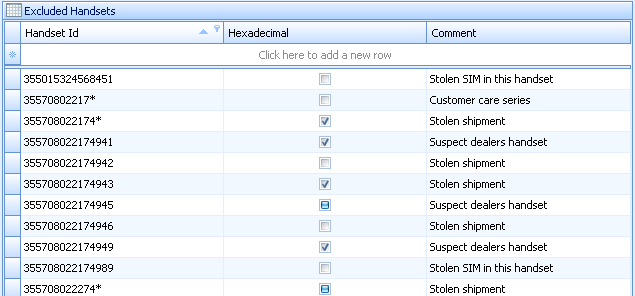 Excluded Handsets
Handset Id Hexadecimal Comment
Click here to add a new row
355015324568451 Stolen SIM in this handset
35570802217* Customer care series
355708022174* Stolen shipment
355708022174941 Suspect dealers handset
355708022174942 Stolen shipment
355708022174943 Stolen shipment
355708022174945 Suspect dealers handset
355708022174946 Stolen shipment
355708022174949 Suspect dealers handset
355708022174989 Stolen SIM in this handset
355708022274* Stolen shipment